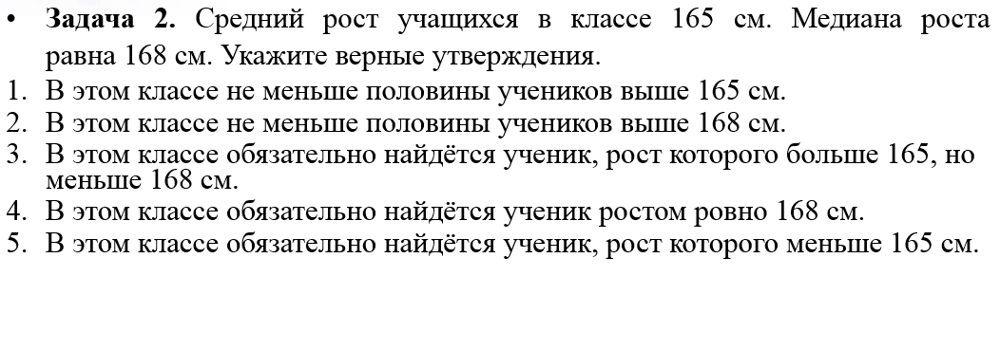 • Задача 2. Средний рост учащихся в классе 165 см. Медиана роста
равна 168 см. Укажите верные утверждения.
1. В этом классе не меньше половины учеников выше 165 см.
2. В этом классе не меньше половины учеников выше 168 см.
3. В этом классе обязательно найдётся ученик, рост которого больше 165, но
меньше 168 см.
4. В этом классе обязательно найдётся ученик ростом ровно 168 см.
5. В этом классе обязательно найдётся ученик, рост которого меньше 165 см.